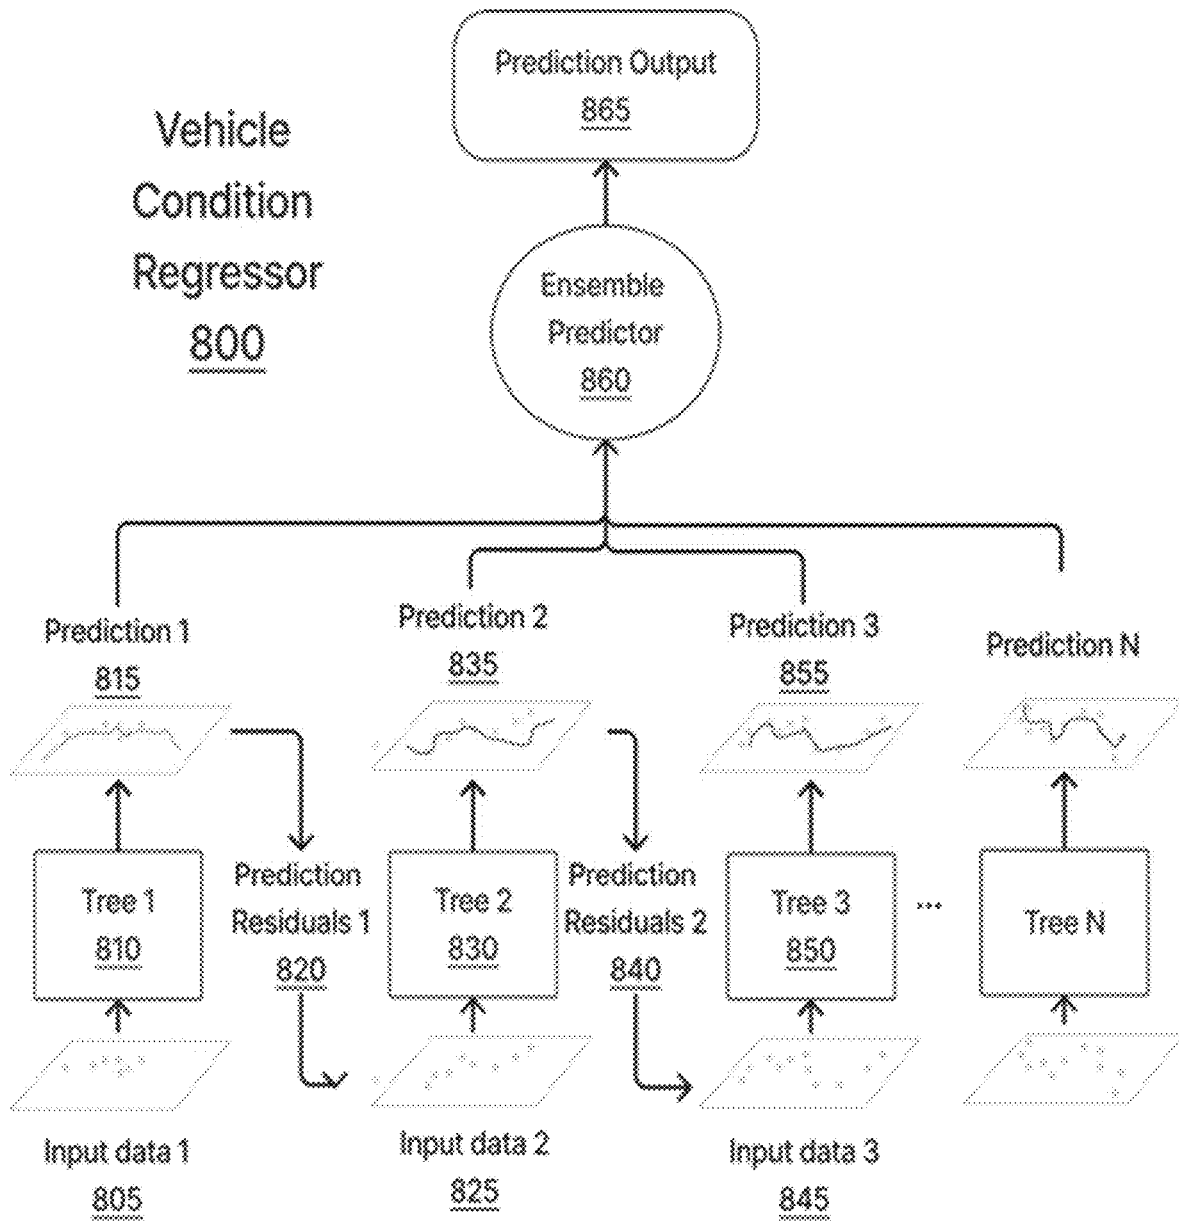 Prediction Output
865
Vehicle
Condition
Regressor
800
Ensemble
Predictor
860
Prediction 1
815
Prediction 2
835
Prediction 3
855
Prediction N
Tree 1
810
Prediction
Residuals 1
820
Tree 2
830
Prediction
Residuals 2
840
Tree 3
850
...
Tree N
Input data 1
805
Input data 2
825
Input data 3
845